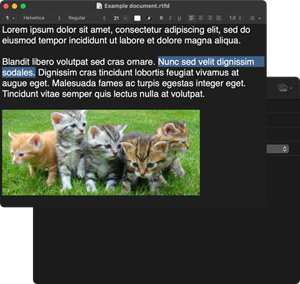 Example document.rtfd
¶ Helvetica Regular 21
Lorem ipsum dolor sit amet, consectetur adipiscing elit, sed do
eiusmod tempor incididunt ut labore et dolore magna aliqua.
Blandit libero volutpat sed cras ornare. Nunc sed velit dignissim
sodales. Dignissim cras tincidunt lobortis feugiat vivamus at
augue eget. Malesuada fames ac turpis egestas integer eget.
Tincidunt vitae semper quis lectus nulla at volutpat.